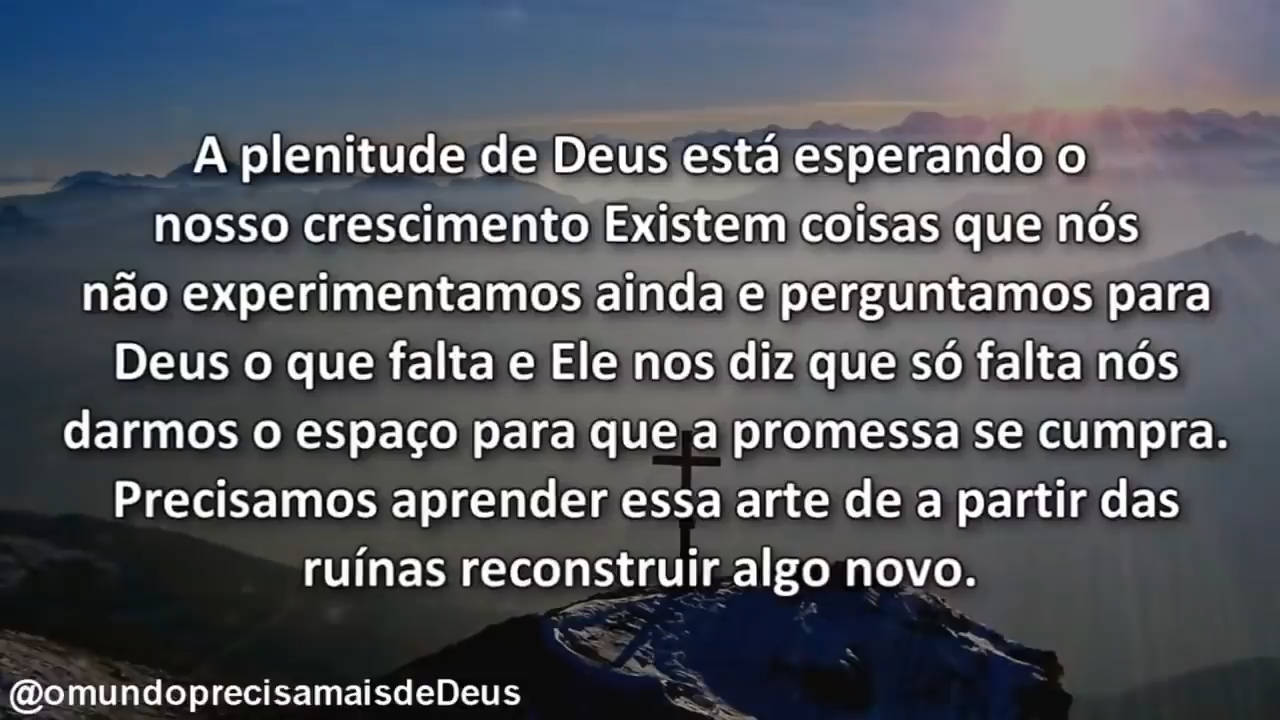 A plenitude de Deus está esperando o
nosso crescimento Existem coisas que nós
não experimentamos ainda e perguntamos para
Deus o que falta e Ele nos diz que só falta nós
darmos o espaço para que a promessa se cumpra.
Precisamos aprender essa arte de a partir das
ruínas reconstruir algo novo.
@omundoprecisamaisdeDeus